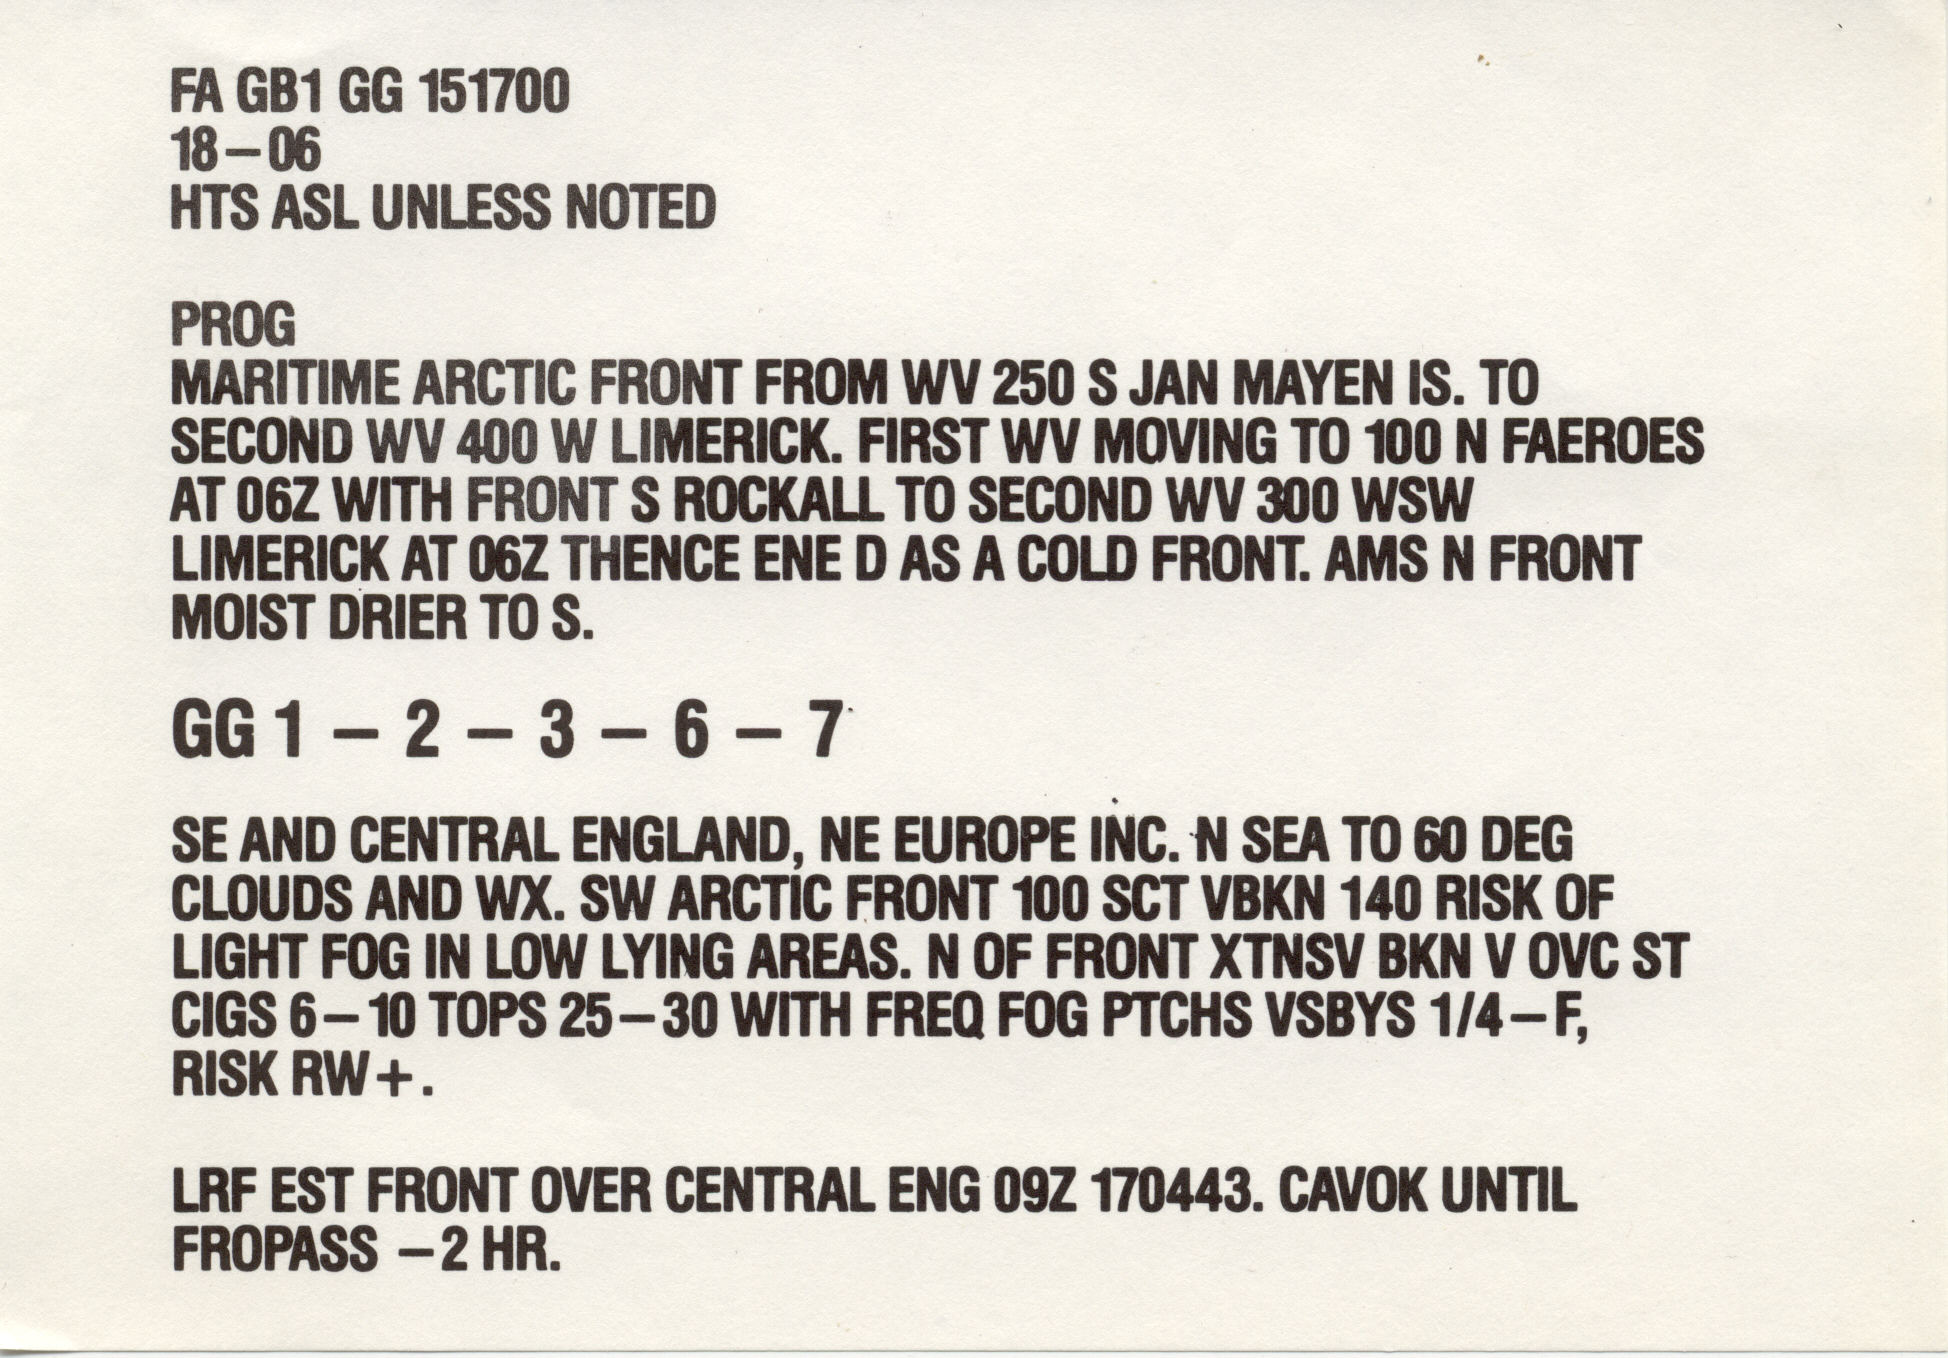 FA GB1 GG 151700
18–06
HTS ASL UNLESS NOTED
PROG
MARITIME ARCTIC FRONT FROM WV 250 S JAN MAYEN IS. TO
SECOND WV 400 W LIMERICK. FIRST WV MOVING TO 100 N FAEROES
AT 06Z WITH FRONT S ROCKALL TO SECOND WV 300 WSW
LIMERICK AT 06Z THENCE ENE D AS A COLD FRONT. AMS N FRONT
MOIST DRIER TO S.
GG 1 – 2 – 3 – 6 – 7
SE AND CENTRAL ENGLAND, NE EUROPE INC. N SEA TO 60 DEG
CLOUDS AND WX. SW ARCTIC FRONT 100 SCT VBKN 140 RISK OF
LIGHT FOG IN LOW LYING AREAS. N OF FRONT XTNSV BKN V OVC ST
CIGS 6–10 TOPS 25–30 WITH FREQ FOG PTCHS VSBYS 1/4–F,
RISK RW+.
LRF EST FRONT OVER CENTRAL ENG 09Z 170443. CAVOK UNTIL
FROPASS –2 HR.